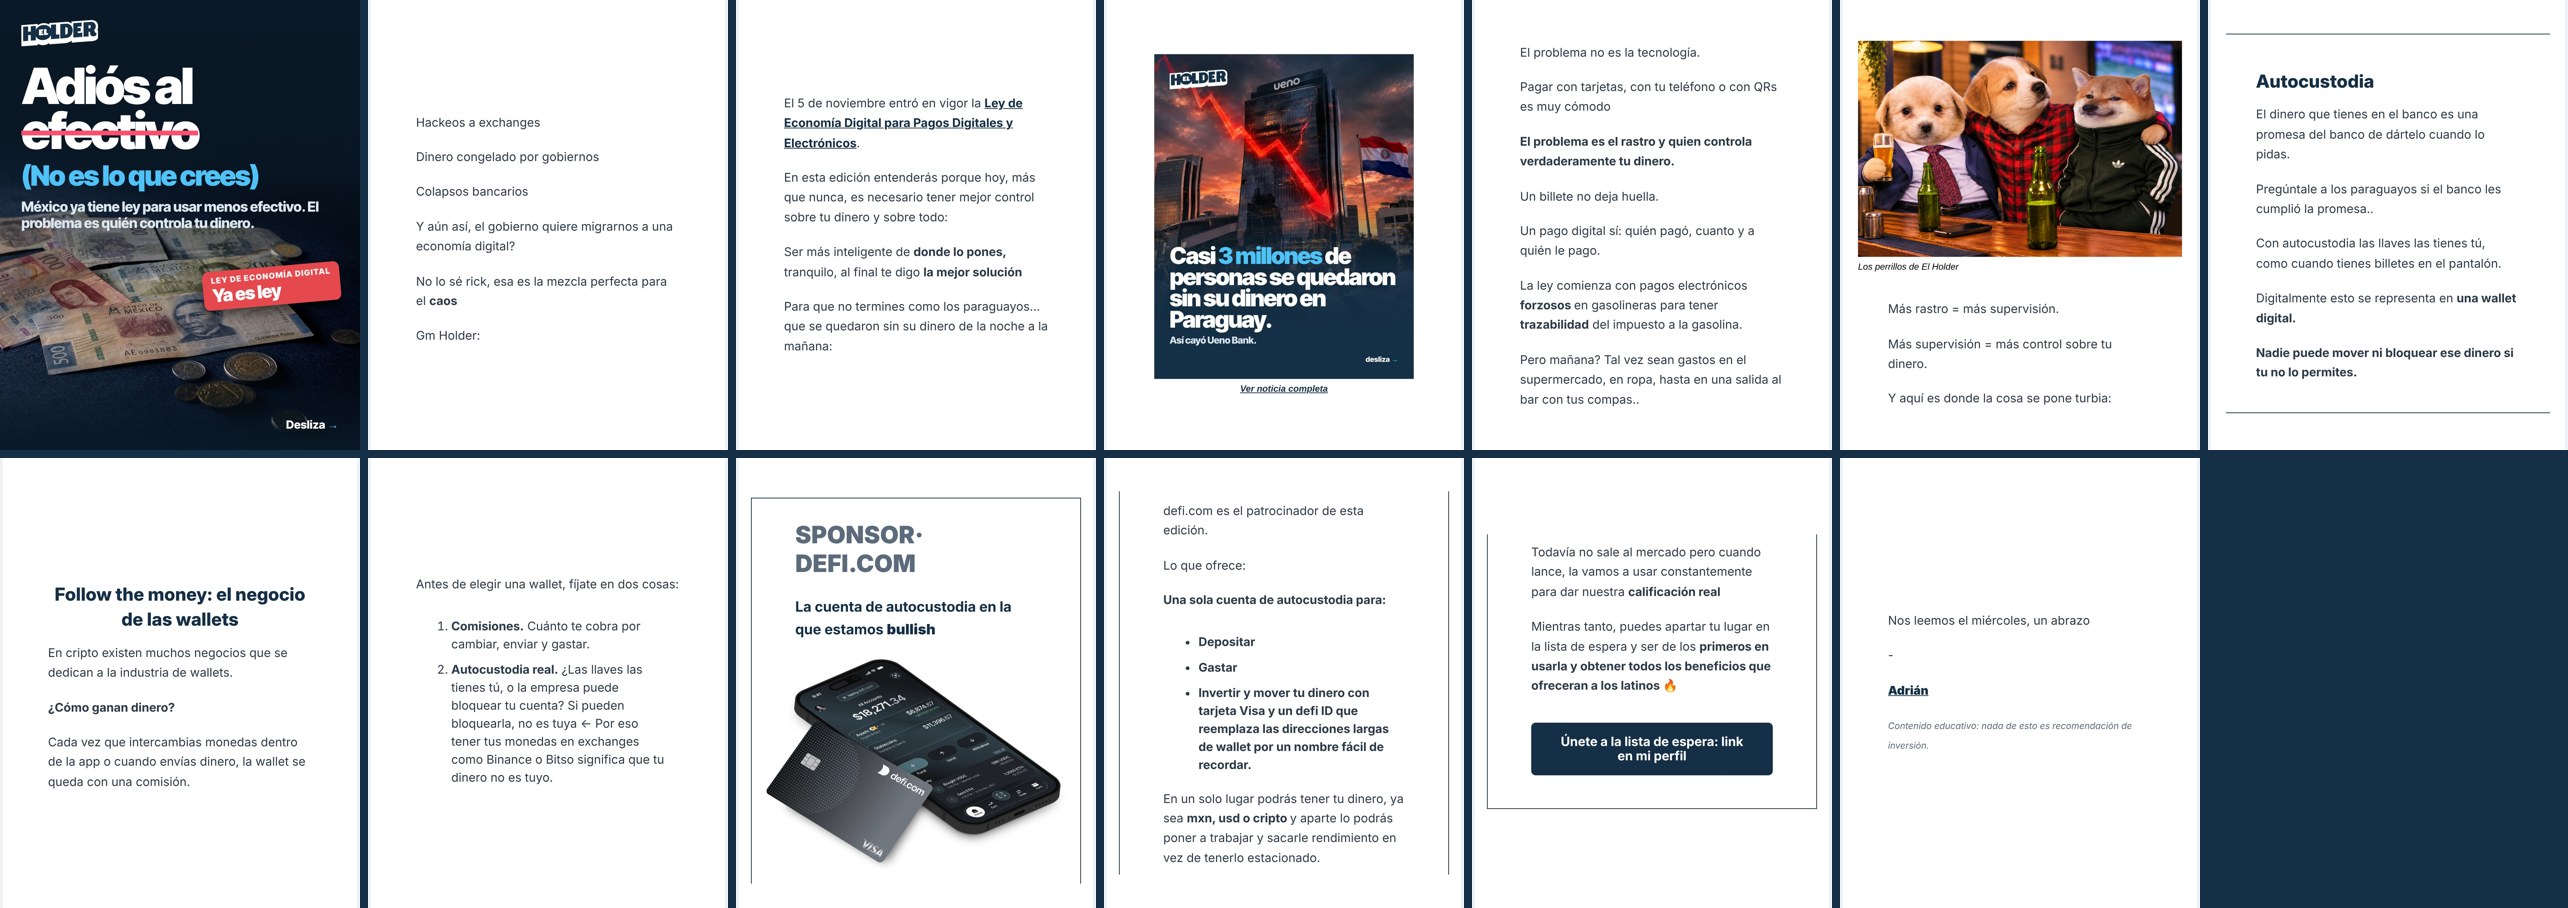 HOLDER
Adiós al
efectivo
(No es lo que crees)
México ya tiene ley para usar menos efectivo. El
problema es quién controla tu dinero.
LEY DE ECONOMÍA DIGITAL
Ya es ley
Desliza →
Hackeos a exchanges
Dinero congelado por gobiernos
Colapsos bancarios
Y aún así, el gobierno quiere migrarnos a una
economía digital?
No lo sé rick, esa es la mezcla perfecta para
el caos
Gm Holder:
El 5 de noviembre entró en vigor la Ley de
Economía Digital para Pagos Digitales y
Electrónicos.
En esta edición entenderás porque hoy, más
que nunca, es necesario tener mejor control
sobre tu dinero y sobre todo:
Ser más inteligente de donde lo pones,
tranquilo, al final te digo la mejor solución
Para que no termines como los paraguayos...
que se quedaron sin su dinero de la noche a la
mañana:
HOLDER
ueno
Casi 3 millones de
personas se quedaron
sin su dinero en
Paraguay.
Así cayó Ueno Bank.
desliza →
Ver noticia completa
El problema no es la tecnología.
Pagar con tarjetas, con tu teléfono o con QRs
es muy cómodo
El problema es el rastro y quien controla
verdaderamente tu dinero.
Un billete no deja huella.
Un pago digital sí: quién pagó, cuanto y a
quién le pago.
La ley comienza con pagos electrónicos
forzosos en gasolineras para tener
trazabilidad del impuesto a la gasolina.
Pero mañana? Tal vez sean gastos en el
supermercado, en ropa, hasta en una salida al
bar con tus compas..
Los perrillos de El Holder
Más rastro = más supervisión.
Más supervisión = más control sobre tu
dinero.
Y aquí es donde la cosa se pone turbia:
Autocustodia
El dinero que tienes en el banco es una
promesa del banco de dártelo cuando lo
pidas.
Pregúntale a los paraguayos si el banco les
cumplió la promesa..
Con autocustodia las llaves las tienes tú,
como cuando tienes billetes en el pantalón.
Digitalmente esto se representa en una wallet
digital.
Nadie puede mover ni bloquear ese dinero si
tu no lo permites.
Follow the money: el negocio
de las wallets
En cripto existen muchos negocios que se
dedican a la industria de wallets.
¿Cómo ganan dinero?
Cada vez que intercambias monedas dentro
de la app o cuando envías dinero, la wallet se
queda con una comisión.
Antes de elegir una wallet, fíjate en dos cosas:
1. Comisiones. Cuánto te cobra por
cambiar, enviar y gastar.
2. Autocustodia real. ¿Las llaves las
tienes tú, o la empresa puede
bloquear tu cuenta? Si pueden
bloquearla, no es tuya ← Por eso
tener tus monedas en exchanges
como Binance o Bitso significa que tu
dinero no es tuyo.
SPONSOR·
DEFI.COM
La cuenta de autocustodia en la
que estamos bullish
$18,271.34
defi.com
VISA
defi.com es el patrocinador de esta
edición.
Lo que ofrece:
Una sola cuenta de autocustodia para:
• Depositar
• Gastar
• Invertir y mover tu dinero con
tarjeta Visa y un defi ID que
reemplaza las direcciones largas
de wallet por un nombre fácil de
recordar.
En un solo lugar podrás tener tu dinero, ya
sea mxn, usd o cripto y aparte lo podrás
poner a trabajar y sacarle rendimiento en
vez de tenerlo estacionado.
Todavía no sale al mercado pero cuando
lance, la vamos a usar constantemente
para dar nuestra calificación real
Mientras tanto, puedes apartar tu lugar en
la lista de espera y ser de los primeros en
usarla y obtener todos los beneficios que
ofreceran a los latinos 🔥
Únete a la lista de espera: link
en mi perfil
Nos leemos el miércoles, un abrazo
-
Adrián
Contenido educativo: nada de esto es recomendación de
inversión.